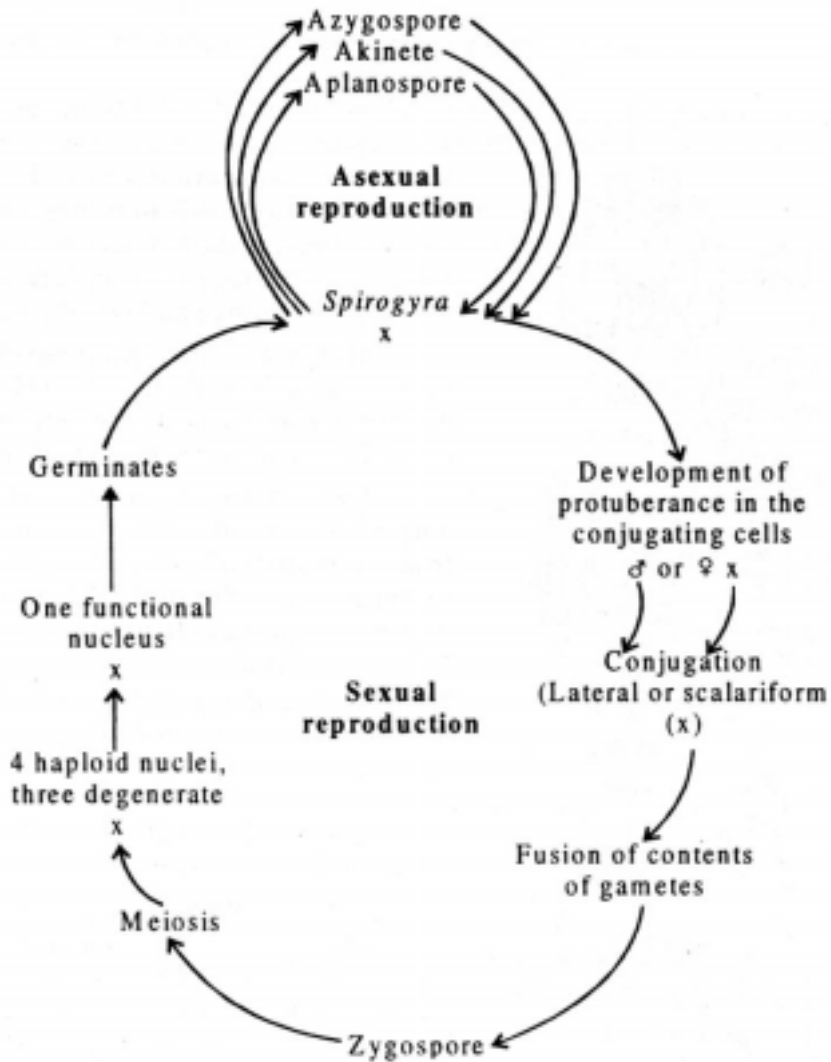 Azygospore
Akinete
Aplanospore
Asexual
reproduction
Spirogyra
x
Germinates
Development of
protuberance in the
conjugating cells
♂ or ♀ x
One functional
nucleus
x
Conjugation
(Lateral or scalariform
(x)
Sexual
reproduction
4 haploid nuclei,
three degenerate
x
Fusion of contents
of gametes
Meiosis
Zygospore